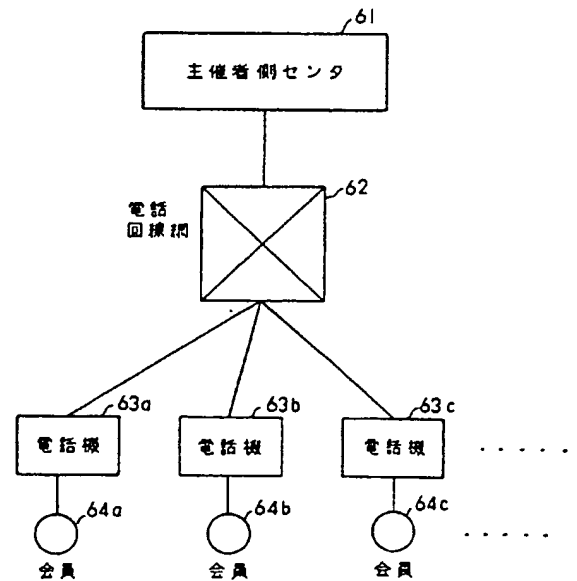 61
主催者側センタ
62
電話
回線網
63a 63b 63c
電話機 電話機 電話機 ・・・・・
64a 64b 64c
会員 会員 会員 ・・・・・